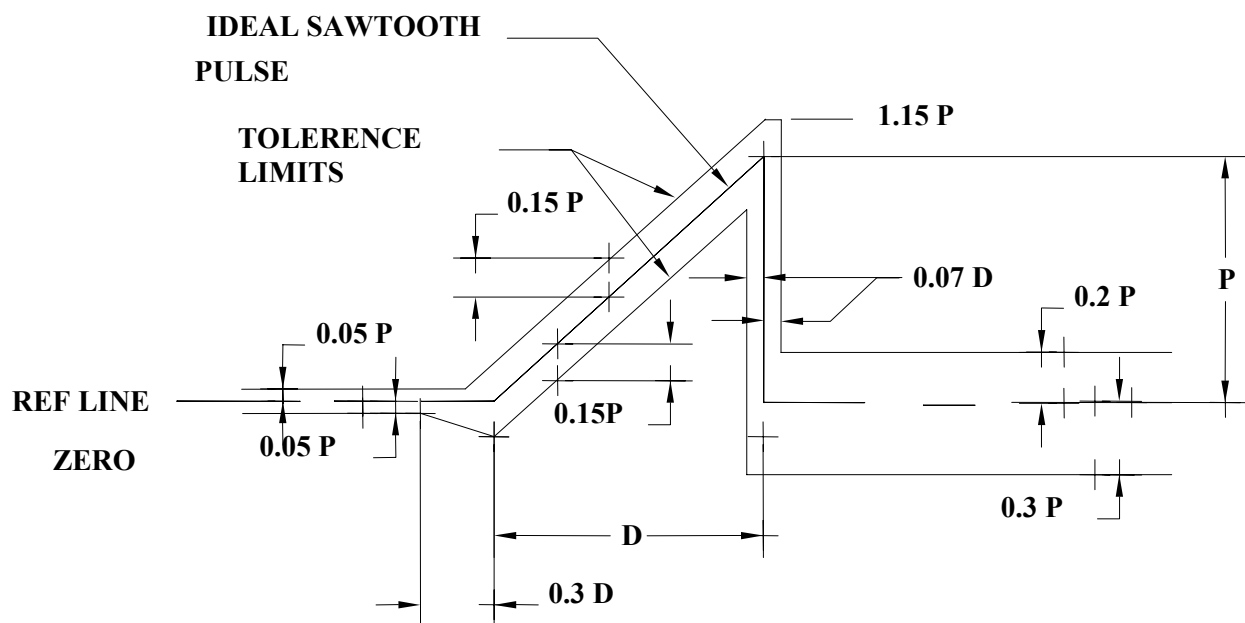 IDEAL SAWTOOTH
PULSE
1.15 P
TOLERENCE
LIMITS
0.15 P
P
0.07 D
0.2 P
0.05 P
REF LINE
0.15P
0.05 P
ZERO
0.3 P
D
0.3 D